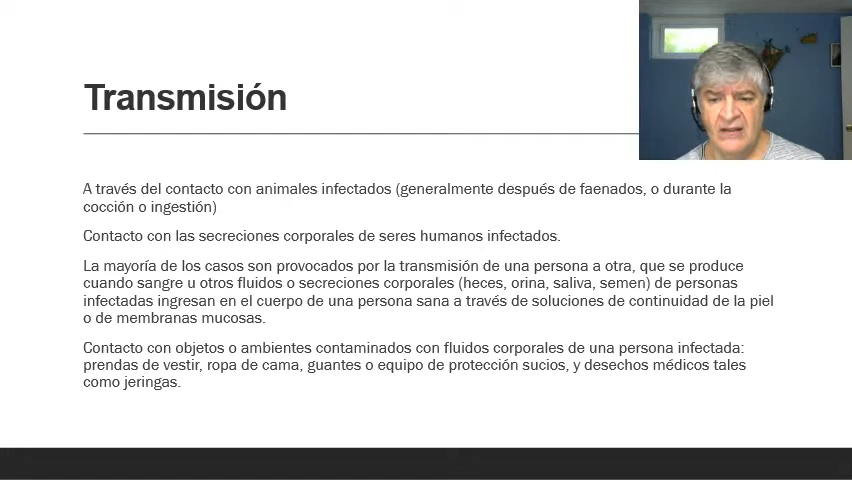 Transmisión
A través del contacto con animales infectados (generalmente después de faenados, o durante la
cocción o ingestión)
Contacto con las secreciones corporales de seres humanos infectados.
La mayoría de los casos son provocados por la transmisión de una persona a otra, que se produce
cuando sangre u otros fluidos o secreciones corporales (heces, orina, saliva, semen) de personas
infectadas ingresan en el cuerpo de una persona sana a través de soluciones de continuidad de la piel
o de membranas mucosas.
Contacto con objetos o ambientes contaminados con fluidos corporales de una persona infectada:
prendas de vestir, ropa de cama, guantes o equipo de protección sucios, y desechos médicos tales
como jeringas.